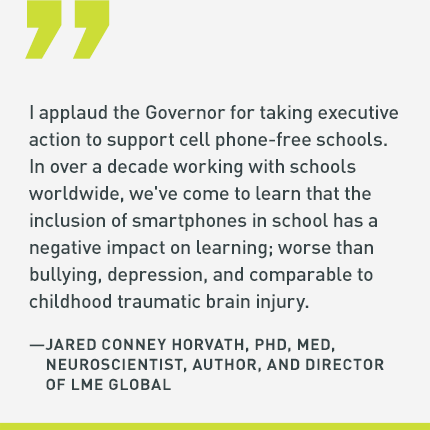 ”
I applaud the Governor for taking executive
action to support cell phone-free schools.
In over a decade working with schools
worldwide, we've come to learn that the
inclusion of smartphones in school has a
negative impact on learning; worse than
bullying, depression, and comparable to
childhood traumatic brain injury.
—JARED CONNEY HORVATH, PHD, MED,
NEUROSCIENTIST, AUTHOR, AND DIRECTOR
OF LME GLOBAL